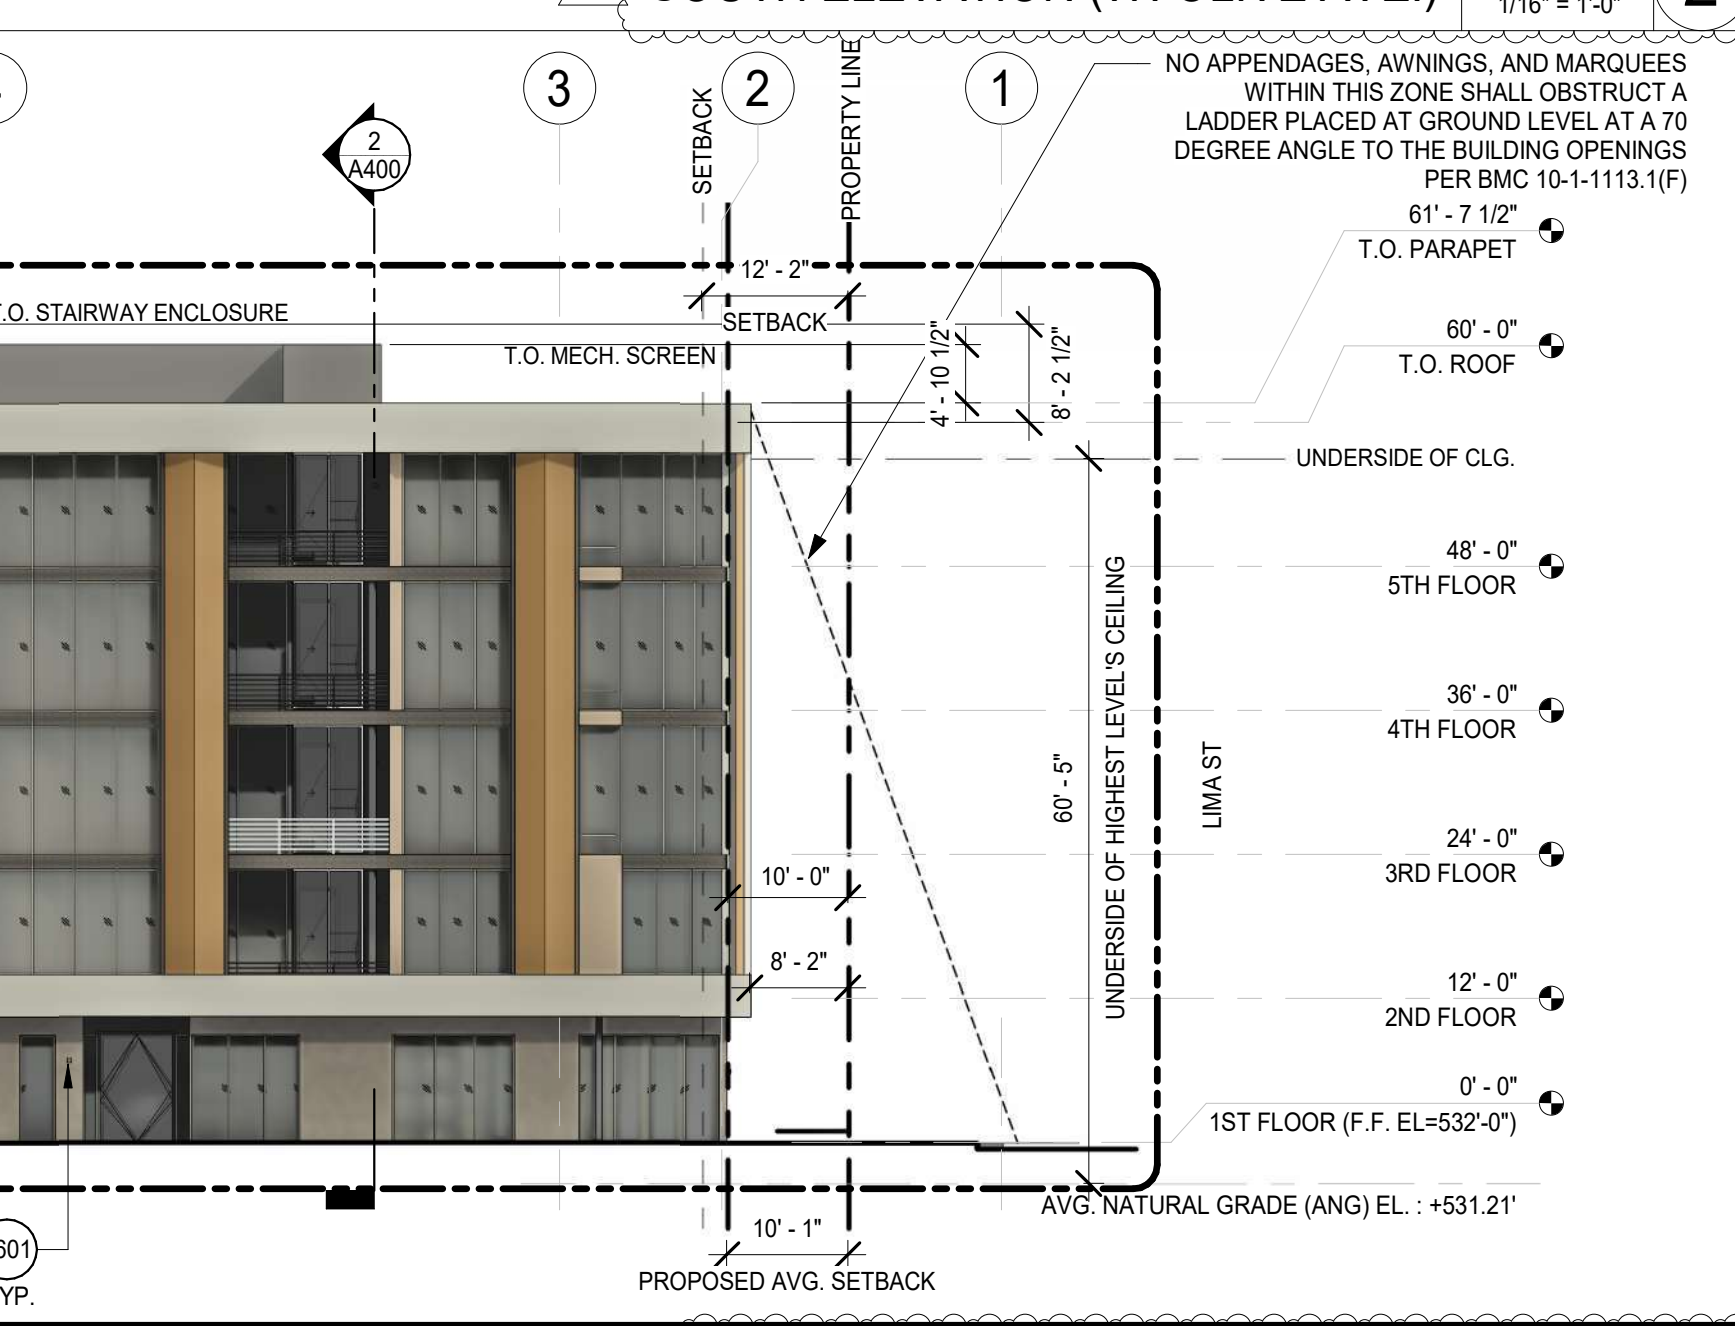 1/16" = 1'-0"
3
2
1
SETBACK
PROPERTY LINE
2
A400
NO APPENDAGES, AWNINGS, AND MARQUEES
WITHIN THIS ZONE SHALL OBSTRUCT A
LADDER PLACED AT GROUND LEVEL AT A 70
DEGREE ANGLE TO THE BUILDING OPENINGS
PER BMC 10-1-1113.1(F)
61' - 7 1/2"
T.O. PARAPET
12' - 2"
SETBACK
T.O. STAIRWAY ENCLOSURE
T.O. MECH. SCREEN
4' - 10 1/2"
8' - 2 1/2"
60' - 0"
T.O. ROOF
UNDERSIDE OF CLG.
48' - 0"
5TH FLOOR
36' - 0"
4TH FLOOR
60' - 5"
UNDERSIDE OF HIGHEST LEVEL'S CEILING
LIMA ST
24' - 0"
3RD FLOOR
10' - 0"
8' - 2"
12' - 0"
2ND FLOOR
0' - 0"
1ST FLOOR (F.F. EL=532'-0")
AVG. NATURAL GRADE (ANG) EL. : +531.21'
10' - 1"
PROPOSED AVG. SETBACK
601
YP.